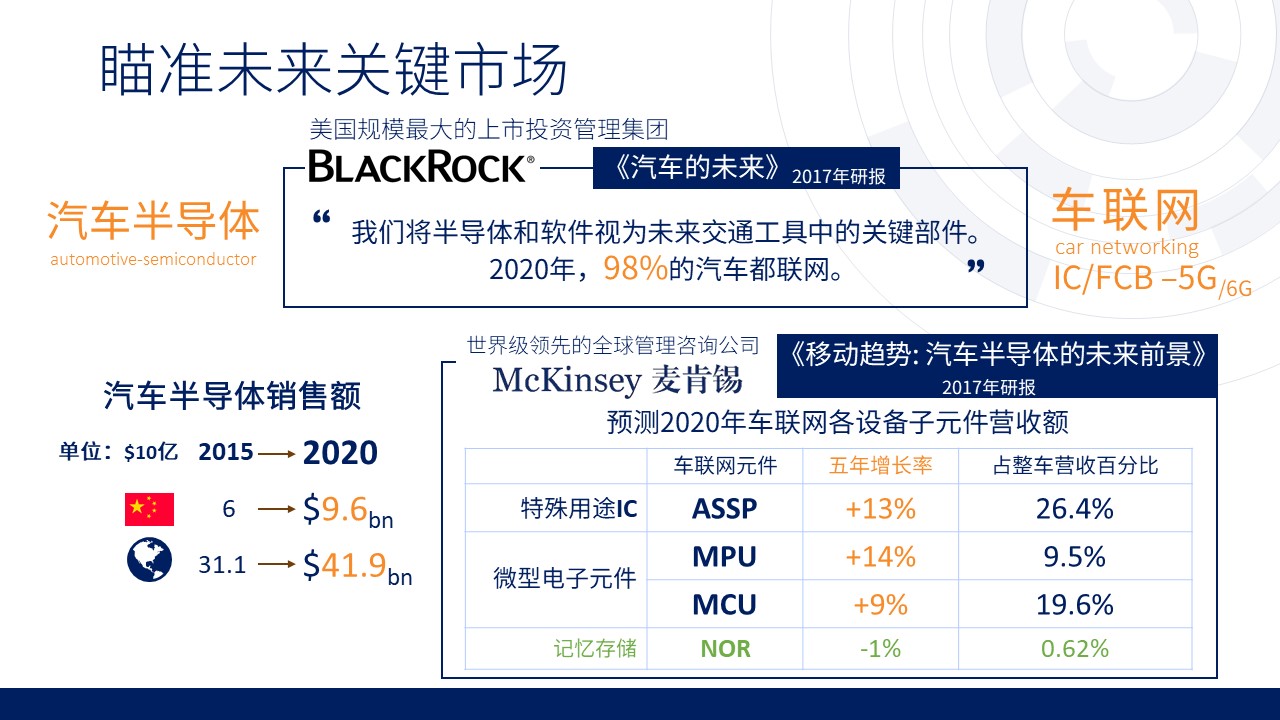 瞄准未来关键市场
美国规模最大的上市投资管理集团
BLACKROCK®
《汽车的未来》2017年研报
汽车半导体
automotive-semiconductor
“ 我们将半导体和软件视为未来交通工具中的关键部件。
2020年，98%的汽车都联网。 ”
车联网
car networking
IC/FCB –5G/6G
汽车半导体销售额
单位：$10亿 2015 2020
6 $9.6bn
31.1 $41.9bn
世界级领先的全球管理咨询公司
McKinsey 麦肯锡
《移动趋势: 汽车半导体的未来前景》
2017年研报
预测2020年车联网各设备子元件营收额
车联网元件 五年增长率 占整车营收百分比
特殊用途IC ASSP +13% 26.4%
微型电子元件 MPU +14% 9.5%
MCU +9% 19.6%
记忆存储 NOR -1% 0.62%